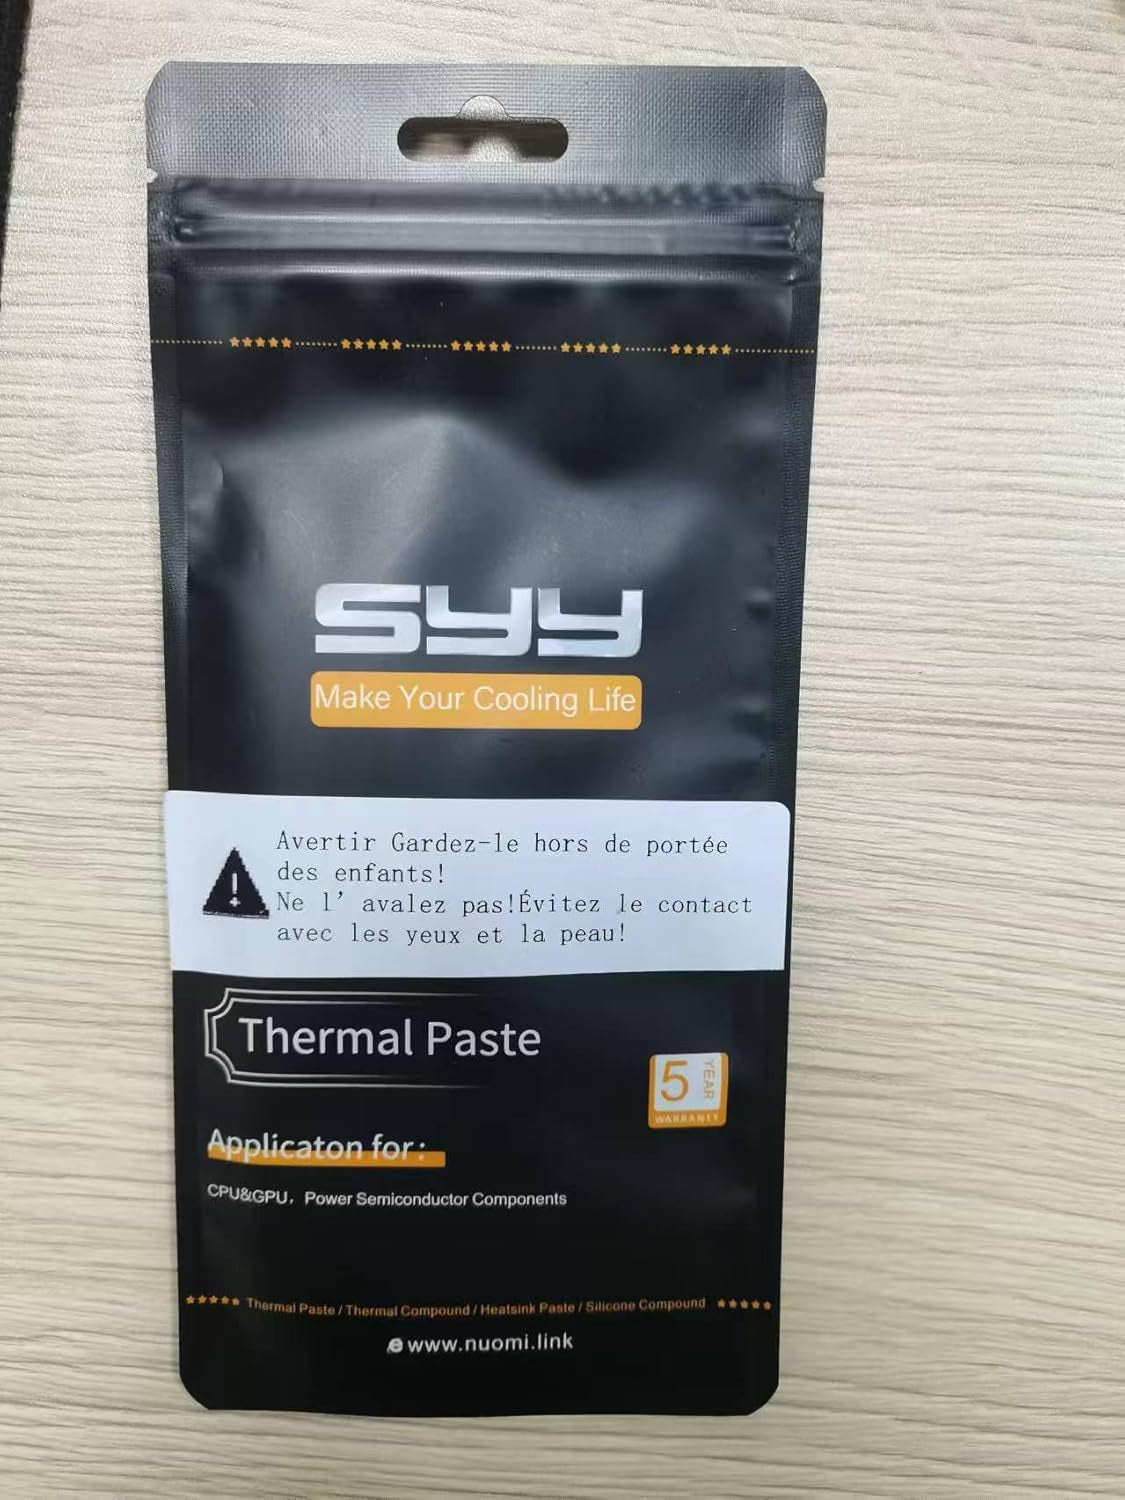 SYY
Make Your Cooling Life
Avertir Gardez-le hors de portée
des enfants!
Ne l’ avalez pas!Évitez le contact
avec les yeux et la peau!
Thermal Paste
5 YEAR
WARRANTY
Applicaton for:
CPU&GPU, Power Semiconductor Components
Thermal Paste / Thermal Compound / Heatsink Paste / Silicone Compound
www.nuomi.link